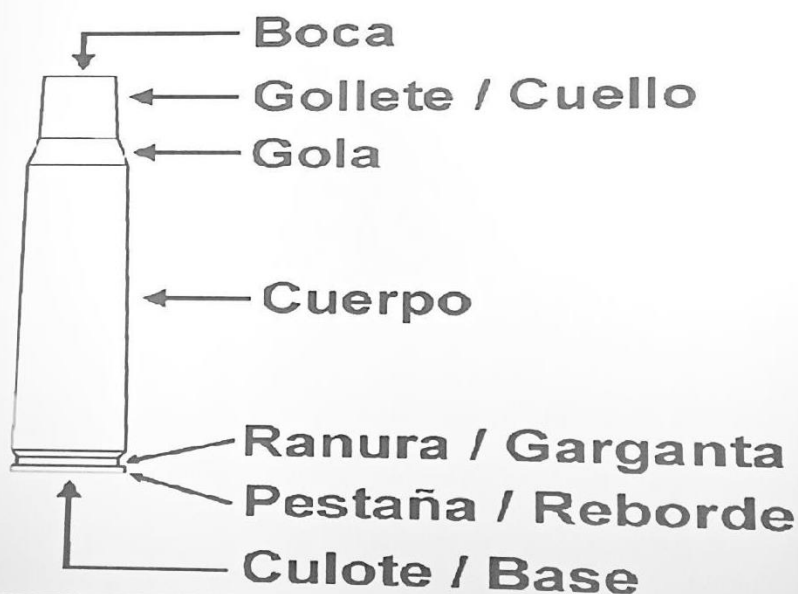 Boca
Gollete / Cuello
Gola
Cuerpo
Ranura / Garganta
Pestaña / Reborde
Culote / Base